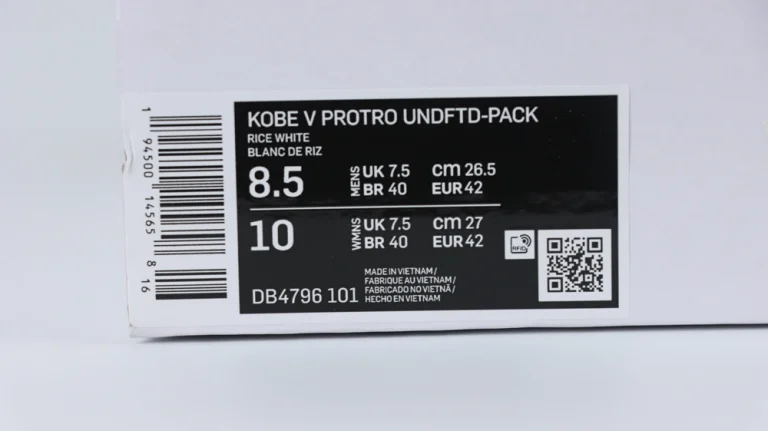 1 94500 14565 8 16
KOBE V PROTRO UNDFTD-PACK
RICE WHITE
BLANC DE RIZ
8.5 MENS UK 7.5 cm 26.5
BR 40 EUR 42
10 WMNS UK 7.5 cm 27
BR 40 EUR 42
RFID
DB4796 101
MADE IN VIETNAM /
FABRIQUE AU VIETNAM /
FABRICADO NO VIETNÃ /
HECHO EN VIETNAM